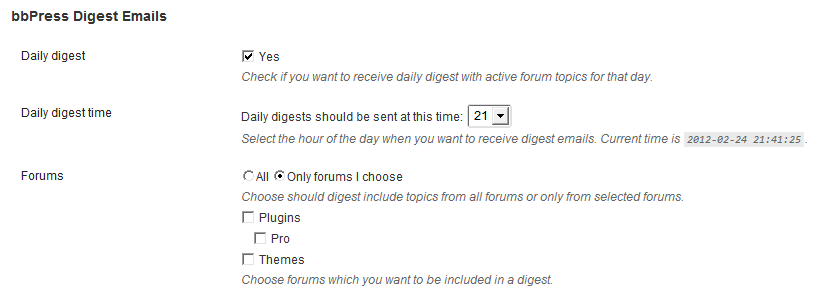 bbPress Digest Emails
Daily digest Yes
Check if you want to receive daily digest with active forum topics for that day.
Daily digest time Daily digests should be sent at this time: 21
Select the hour of the day when you want to receive digest emails. Current time is 2012-02-24 21:41:25.
Forums All Only forums I choose
Choose should digest include topics from all forums or only from selected forums.
Plugins
Pro
Themes
Choose forums which you want to be included in a digest.